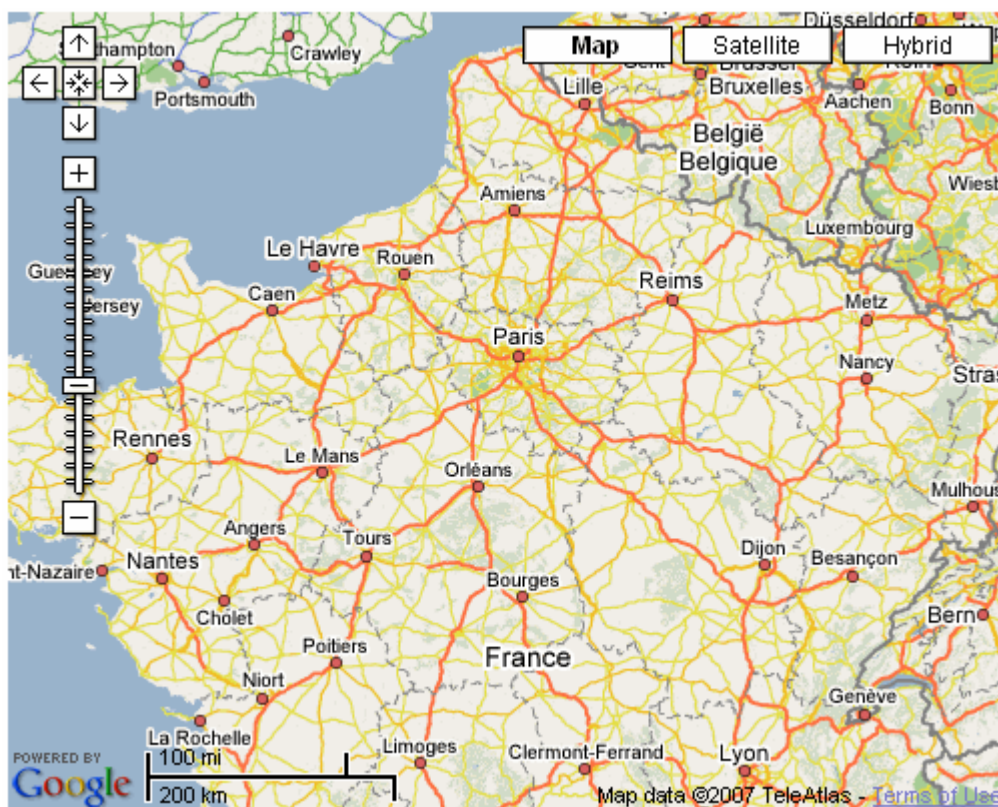 Düsseldorf
Crawley
Portsmouth
Map
Satellite
Hybrid
Lille
Bruxelles
Aachen
Bonn
België
Belgique
Amiens
Luxembourg
Le Havre
Rouen
Reims
Caen
Metz
Paris
Nancy
Rennes
Le Mans
Orléans
Angers
Tours
Dijon
Besançon
Nantes
Bourges
Cholet
Bern
Poitiers
France
Niort
Genève
La Rochelle
Limoges
Clermont-Ferrand
Lyon
POWERED BY
Google
100 mi
200 km
Map data ©2007 TeleAtlas - Terms of Use